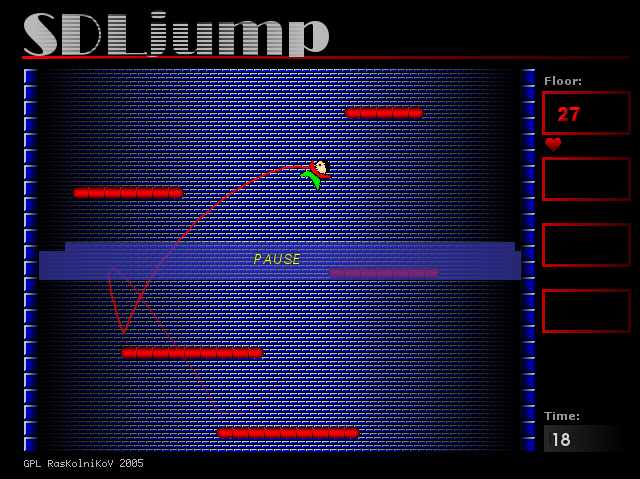 SDLjump
Floor:
27
PAUSE
Time:
18
GPL RasKolniKoV 2005